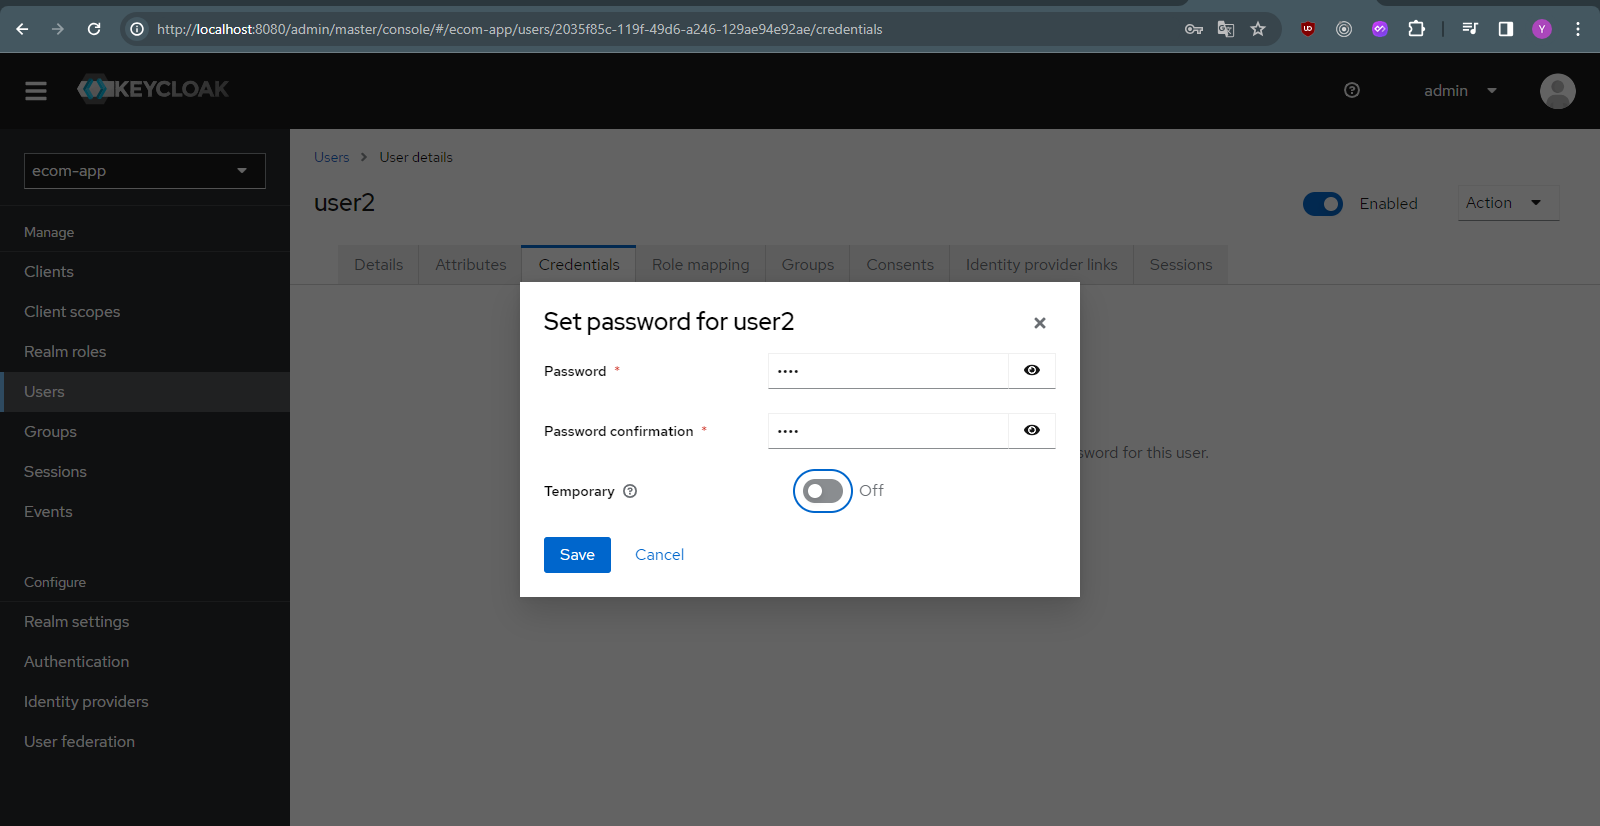 http://localhost:8080/admin/master/console/#/ecom-app/users/2035f85c-119f-49d6-a246-129ae94e92ae/credentials
Y
KEYCLOAK
admin
ecom-app
Manage
Clients
Client scopes
Realm roles
Users
Groups
Sessions
Events
Configure
Realm settings
Authentication
Identity providers
User federation
Users > User details
user2
Enabled
Action
Details Attributes Credentials Role mapping Groups Consents Identity provider links Sessions
for this user.
Set password for user2
Password *
••••
Password confirmation *
••••
Temporary
Off
Save Cancel